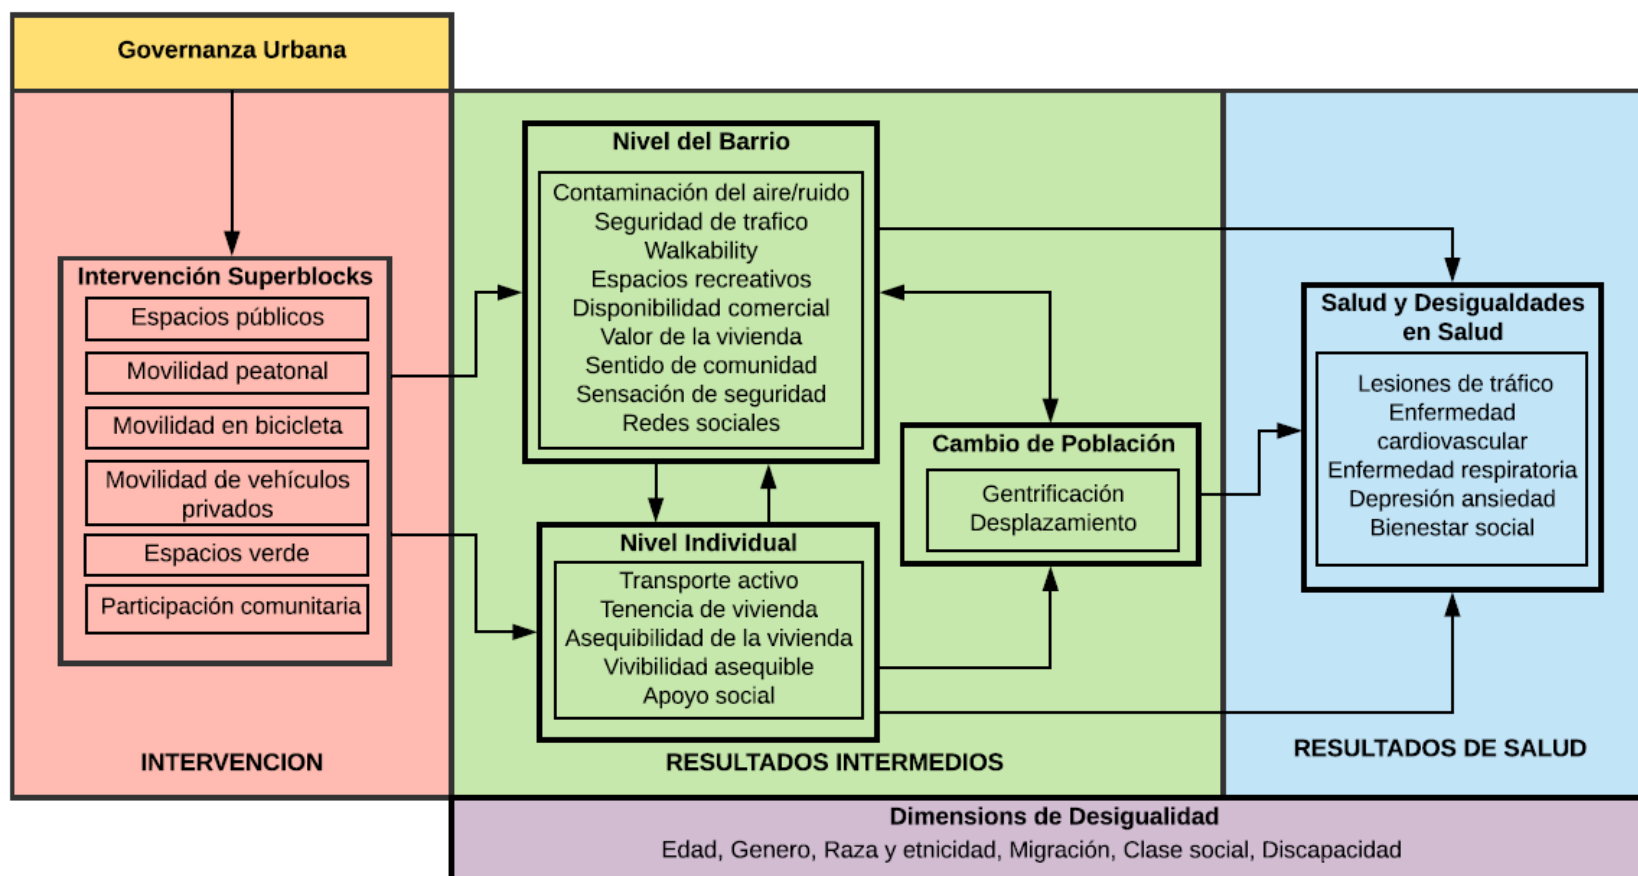 Governanza Urbana
Intervención Superblocks
Espacios públicos
Movilidad peatonal
Movilidad en bicicleta
Movilidad de vehículos
privados
Espacios verde
Participación comunitaria
INTERVENCION
Nivel del Barrio
Contaminación del aire/ruido
Seguridad de trafico
Walkability
Espacios recreativos
Disponibilidad comercial
Valor de la vivienda
Sentido de comunidad
Sensación de seguridad
Redes sociales
Nivel Individual
Transporte activo
Tenencia de vivienda
Asequibilidad de la vivienda
Vivibilidad asequible
Apoyo social
Cambio de Población
Gentrificación
Desplazamiento
RESULTADOS INTERMEDIOS
Salud y Desigualdades
en Salud
Lesiones de tráfico
Enfermedad
cardiovascular
Enfermedad respiratoria
Depresión ansiedad
Bienestar social
RESULTADOS DE SALUD
Dimensions de Desigualidad
Edad, Genero, Raza y etnicidad, Migración, Clase social, Discapacidad